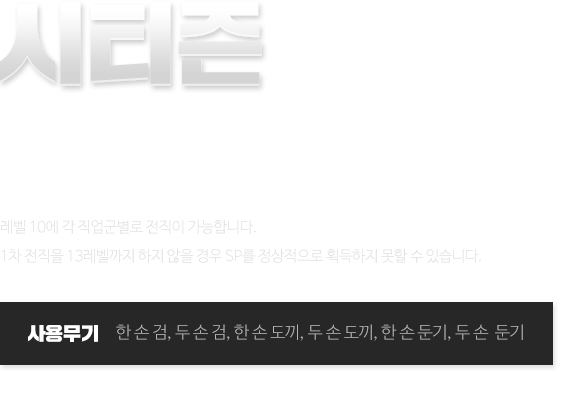 시티즌
레벨 10에 각 직업군별로 전직이 가능합니다.
1차 전직을 13레벨까지 하지 않을 경우 SP를 정상적으로 획득하지 못할 수 있습니다.
사용무기 한손검, 두손검, 한손도끼, 두손도끼, 한손둔기, 두손 둔기